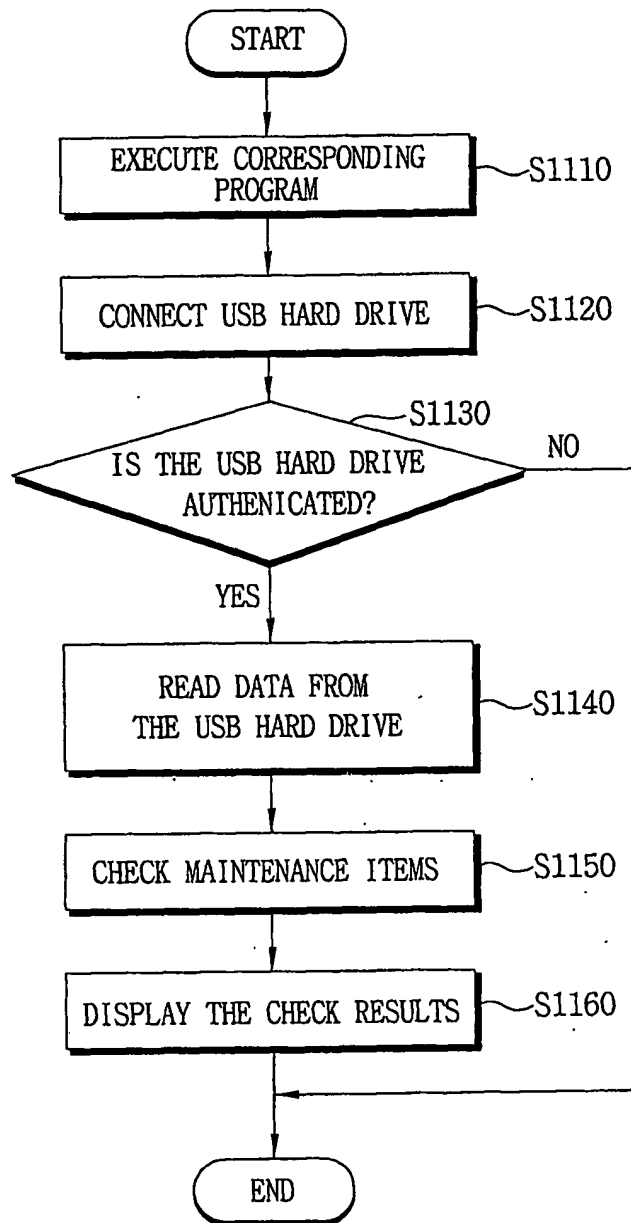 START
EXECUTE CORRESPONDING
PROGRAM
S1110
CONNECT USB HARD DRIVE
S1120
S1130
IS THE USB HARD DRIVE
AUTHENICATED?
NO
YES
READ DATA FROM
THE USB HARD DRIVE
S1140
CHECK MAINTENANCE ITEMS
S1150
DISPLAY THE CHECK RESULTS
S1160
END